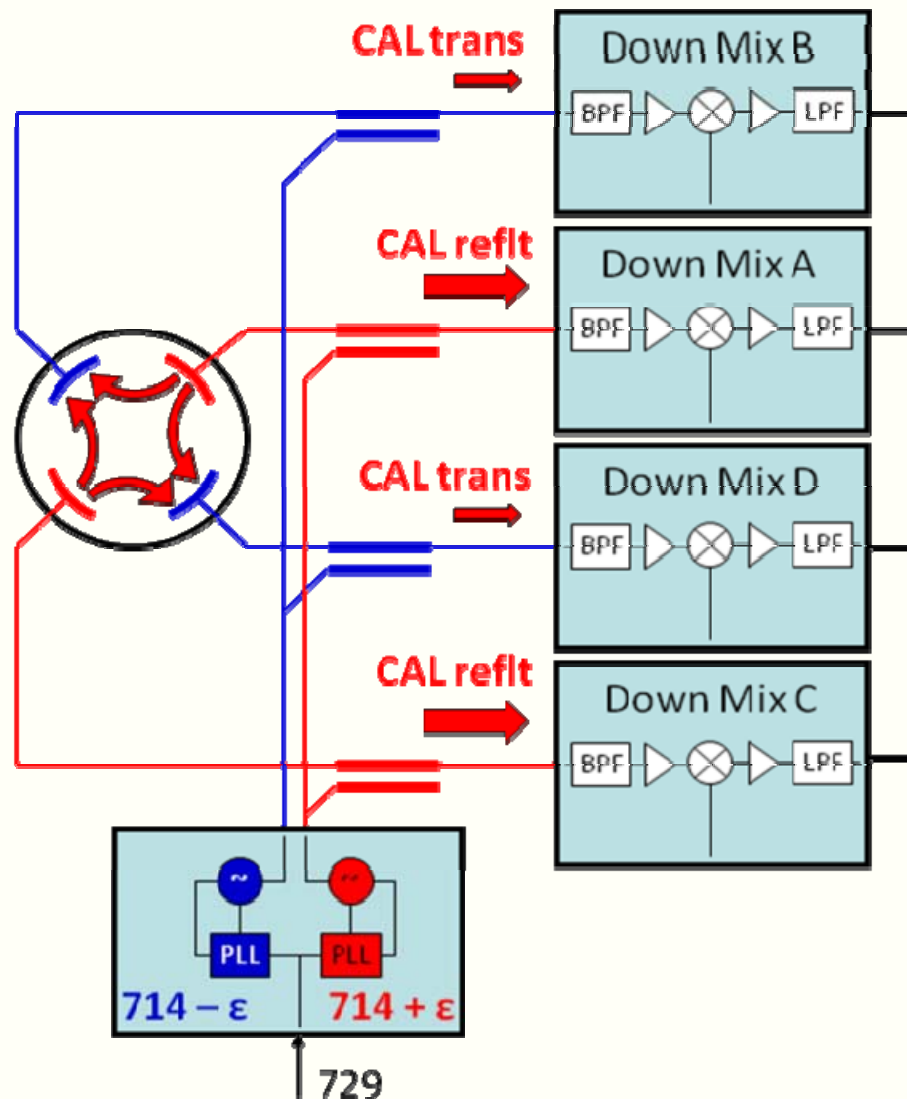 CAL trans
Down Mix B
BPF
LPF
CAL reflt
Down Mix A
BPF
LPF
CAL trans
Down Mix D
BPF
LPF
CAL reflt
Down Mix C
BPF
LPF
~
~
PLL
PLL
714 – ε
714 + ε
729